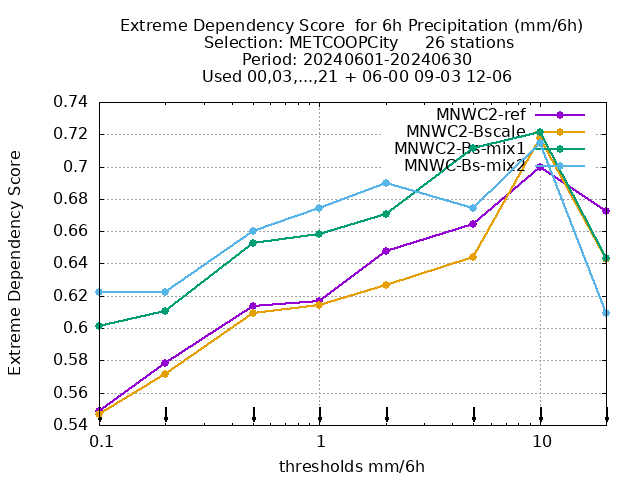 Extreme Dependency Score  for 6h Precipitation (mm/6h)
Selection: METCOOPCity     26 stations
Period: 20240601-20240630
Used 00,03,...,21 + 06-00 09-03 12-06
0.74
0.72
0.7
0.68
0.66
0.64
0.62
0.6
0.58
0.56
0.54
Extreme Dependency Score
MNWC2-ref
MNWC2-Bscale
MNWC2-Bs-mix1
MNWC-Bs-mix2
0.1
1
10
thresholds mm/6h